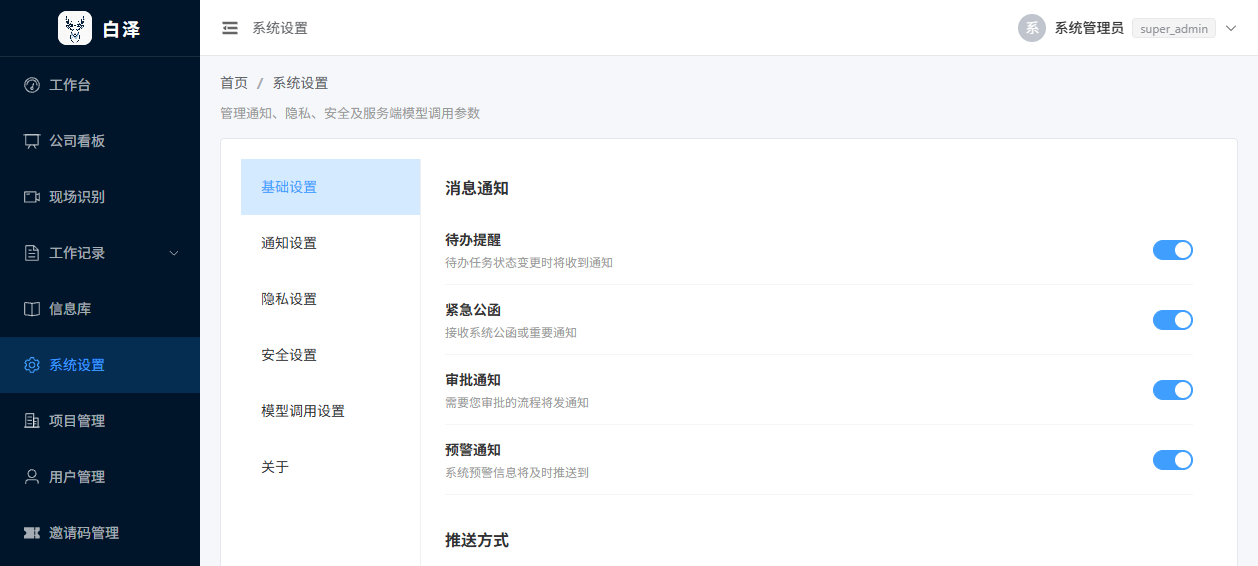 白泽
系统设置
系
系统管理员
super_admin
工作台
公司看板
现场识别
工作记录
信息库
系统设置
项目管理
用户管理
邀请码管理
首页 / 系统设置
管理通知、隐私、安全及服务端模型调用参数
基础设置
通知设置
隐私设置
安全设置
模型调用设置
关于
消息通知
待办提醒
待办任务状态变更时将收到通知
紧急公函
接收系统公函或重要通知
审批通知
需要您审批的流程将发通知
预警通知
系统预警信息将及时推送到
推送方式